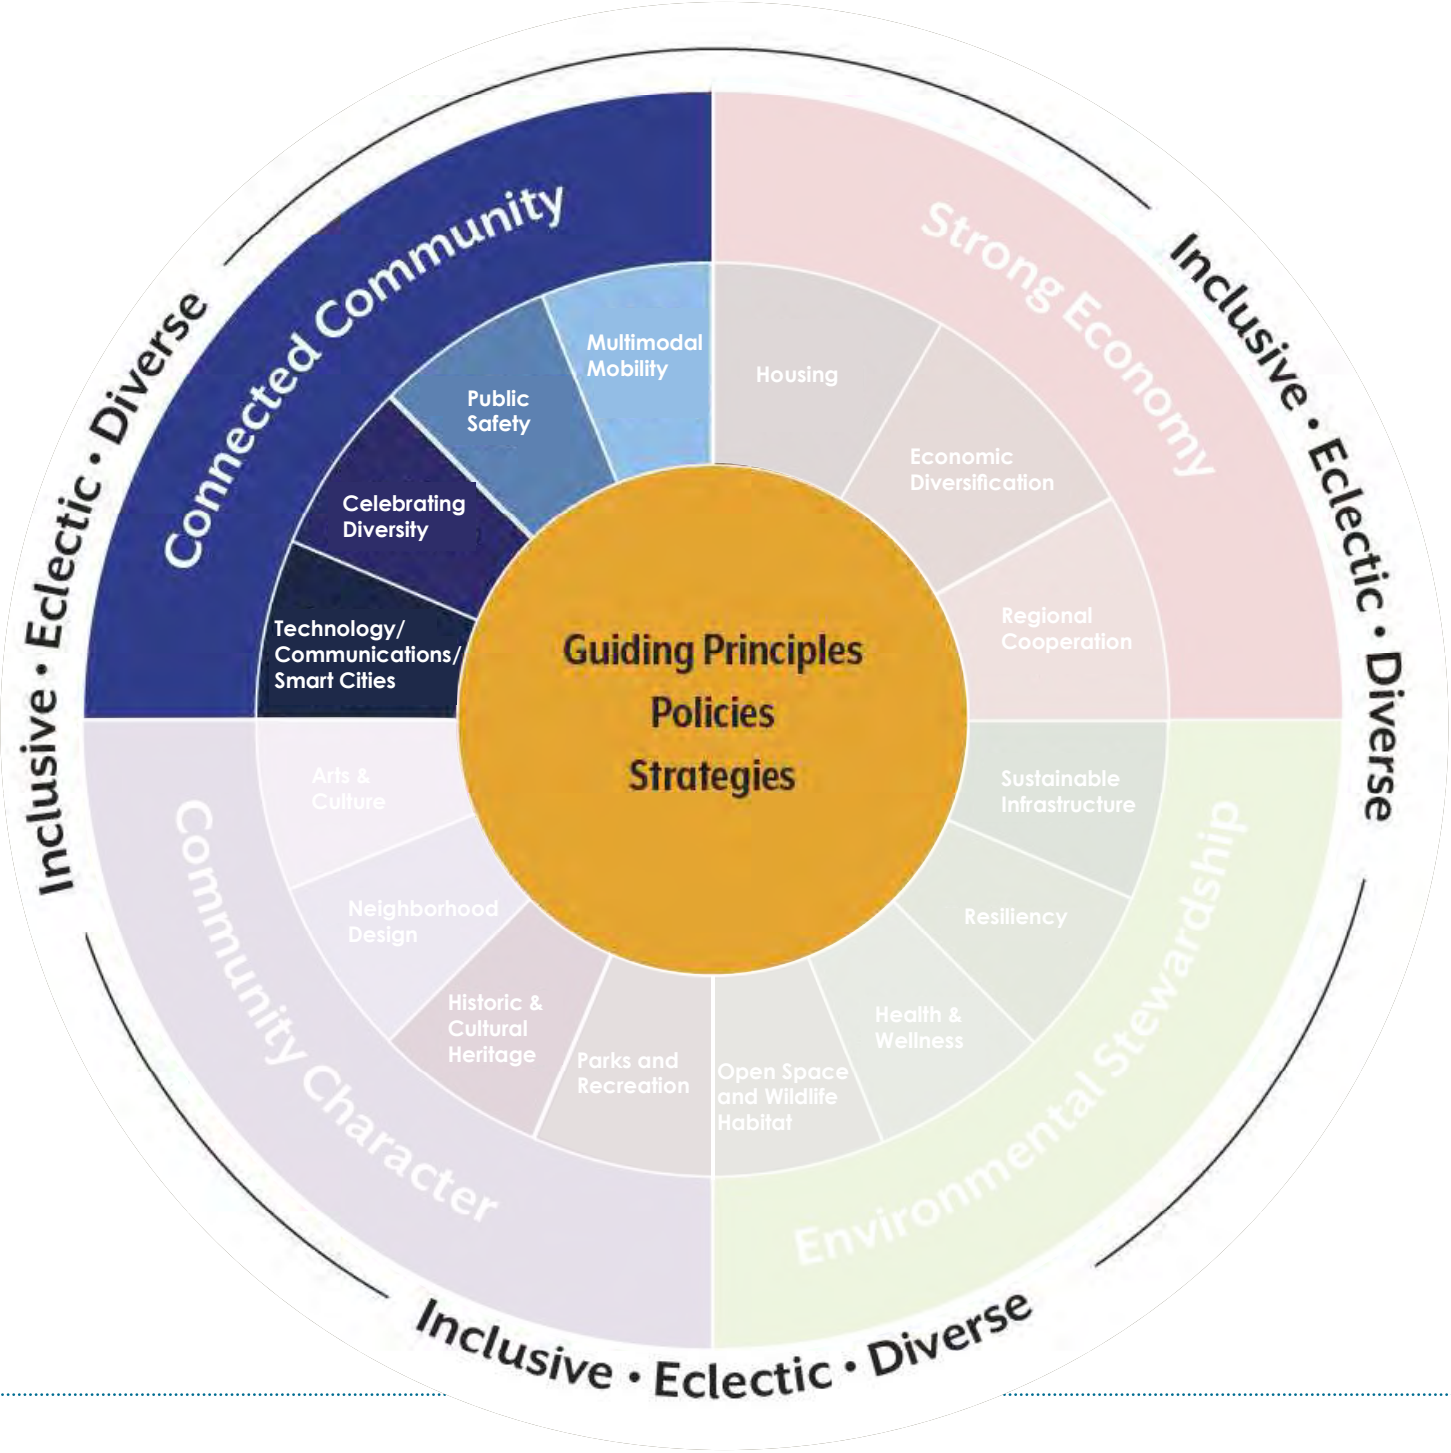 Inclusive • Eclectic • Diverse
Inclusive • Eclectic • Diverse
Inclusive • Eclectic • Diverse
Connected Community
Multimodal
Mobility
Public
Safety
Celebrating
Diversity
Technology/
Communications/
Smart Cities
Strong Economy
Housing
Economic
Diversification
Regional
Cooperation
Guiding Principles
Policies
Strategies
Community Character
Arts &
Culture
Neighborhood
Design
Historic &
Cultural
Heritage
Parks and
Recreation
Environmental Stewardship
Sustainable
Infrastructure
Resiliency
Health &
Wellness
Open Space
and Wildlife
Habitat